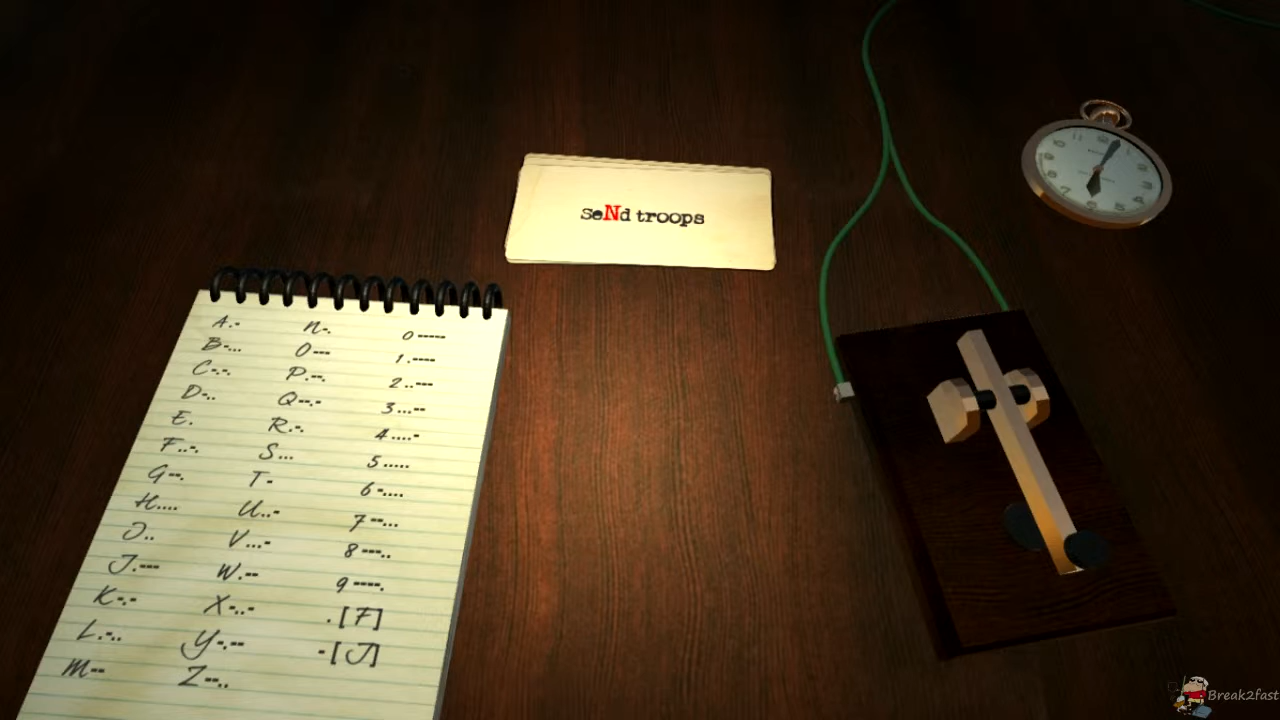 seNd troops
A.- N-. 0-----
B-... O--- 1.----
C-.-. P.--. 2..---
D-.. Q--.- 3...--
E. R.-. 4....-
F..-. S... 5.....
G--. T- 6-....
H.... U..- 7--...
I.. V...- 8---..
J.--- W.-- 9----.
K-.- X-..- .[F]
L.-.. Y-.-- -[J]
M-- Z--..
Break2fast